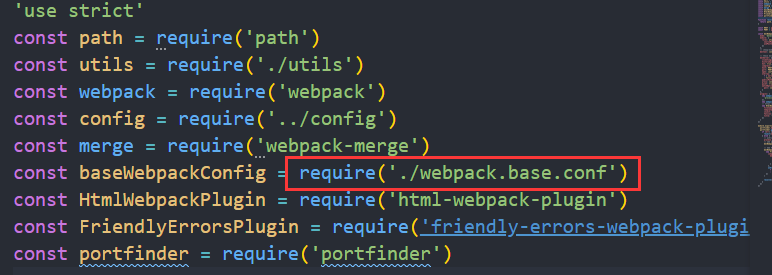 'use strict'
const path = require('path')
const utils = require('./utils')
const webpack = require('webpack')
const config = require('../config')
const merge = require('webpack-merge')
const baseWebpackConfig = require('./webpack.base.conf')
const HtmlWebpackPlugin = require('html-webpack-plugin')
const FriendlyErrorsPlugin = require('friendly-errors-webpack-plugi
const portfinder = require('portfinder')